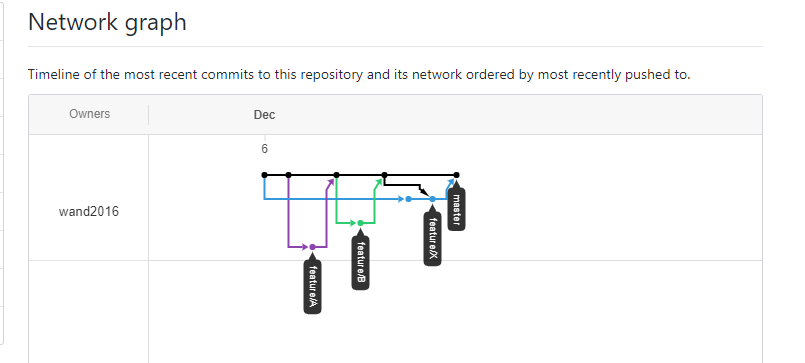 Network graph
Timeline of the most recent commits to this repository and its network ordered by most recently pushed to.
Owners
Dec
6
wand2016
master
feature/X
feature/B
feature/A